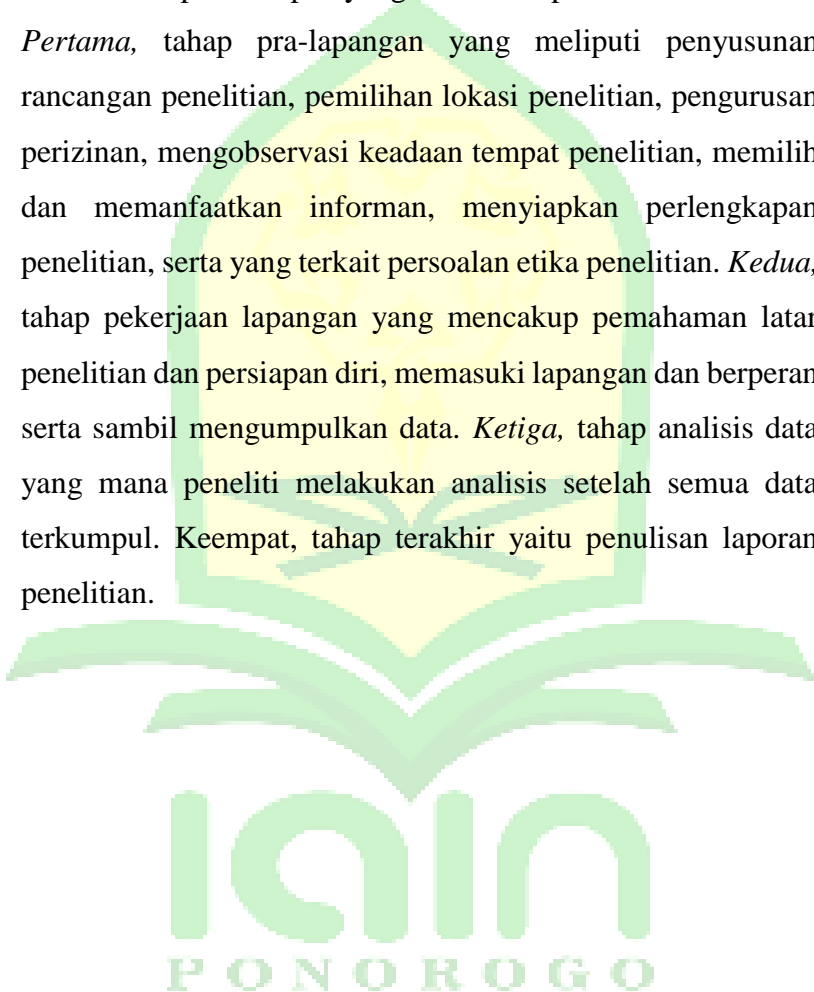 Pertama, tahap pra-lapangan yang meliputi penyusunan
rancangan penelitian, pemilihan lokasi penelitian, pengurusan
perizinan, mengobservasi keadaan tempat penelitian, memilih
dan memanfaatkan informan, menyiapkan perlengkapan
penelitian, serta yang terkait persoalan etika penelitian. Kedua,
tahap pekerjaan lapangan yang mencakup pemahaman latar
penelitian dan persiapan diri, memasuki lapangan dan berperan
serta sambil mengumpulkan data. Ketiga, tahap analisis data
yang mana peneliti melakukan analisis setelah semua data
terkumpul. Keempat, tahap terakhir yaitu penulisan laporan
penelitian.
iain
PONOROGO